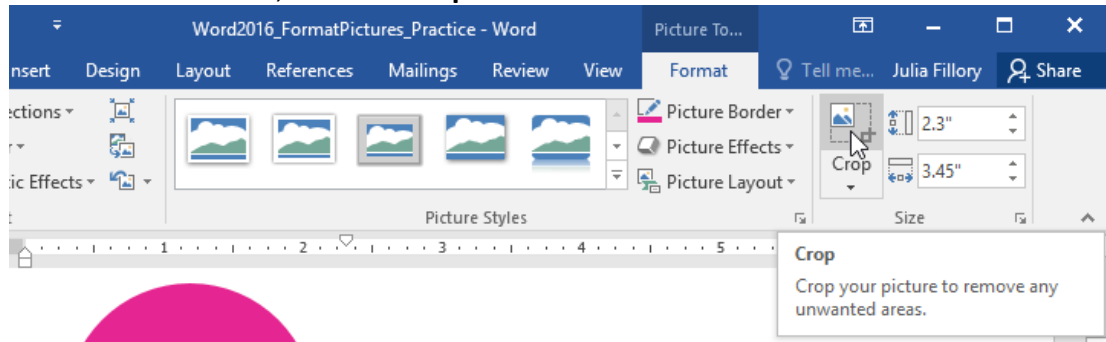 Word2016_FormatPictures_Practice - Word Picture To...
nsert Design Layout References Mailings Review View Format Tell me... Julia Fillory Share
ections Picture Border 2.3"
r Picture Effects Crop
ic Effects Picture Layout 3.45"
Picture Styles Size
1 2 3 4 5
Crop
Crop your picture to remove any
unwanted areas.